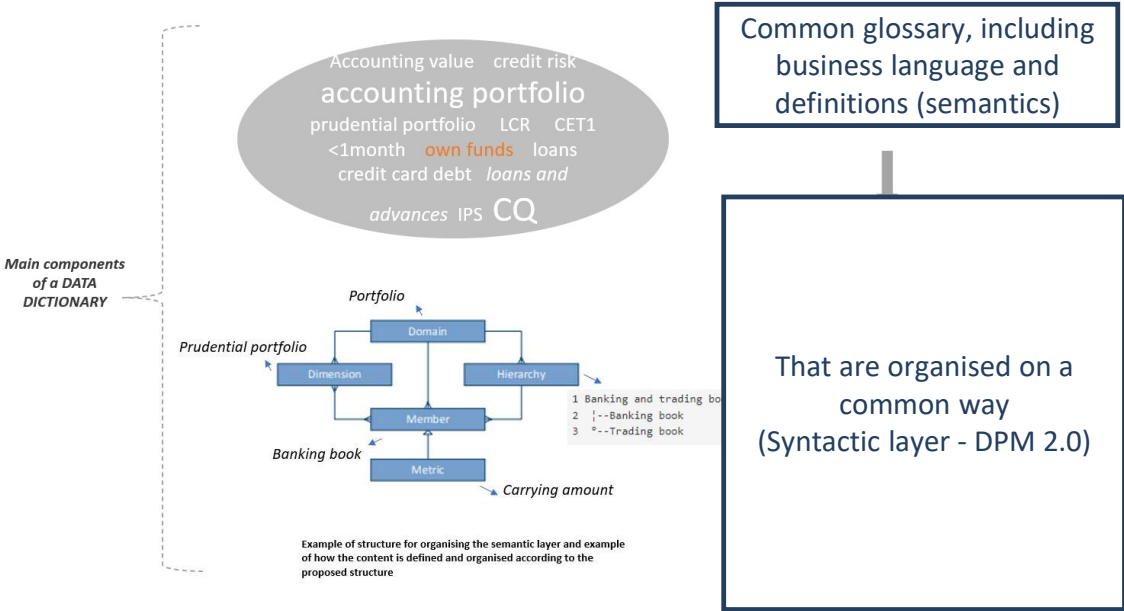 Accounting value credit risk
accounting portfolio
prudential portfolio LCR CET1
<1month own funds loans
credit card debt loans and
advances IPS CQ
Common glossary, including
business language and
definitions (semantics)
Main components
of a DATA
DICTIONARY
Portfolio
Domain
Prudential portfolio
Dimension
Hierarchy
1 Banking and trading bo
2 ¦--Banking book
3 °--Trading book
Member
Banking book
Metric
Carrying amount
Example of structure for organising the semantic layer and example
of how the content is defined and organised according to the
proposed structure
That are organised on a
common way
(Syntactic layer - DPM 2.0)